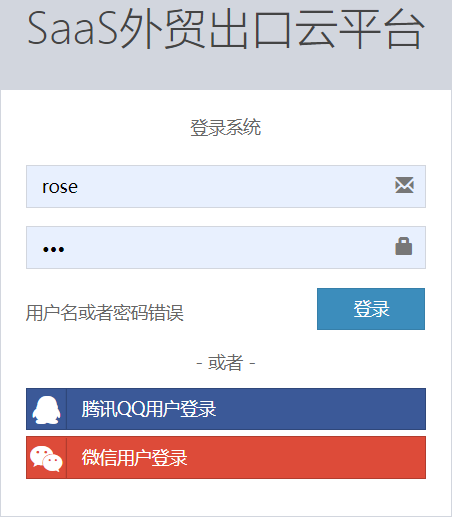 SaaS外贸出口云平台
登录系统
rose
•••
用户名或者密码错误
登录
- 或者 -
腾讯QQ用户登录
微信用户登录